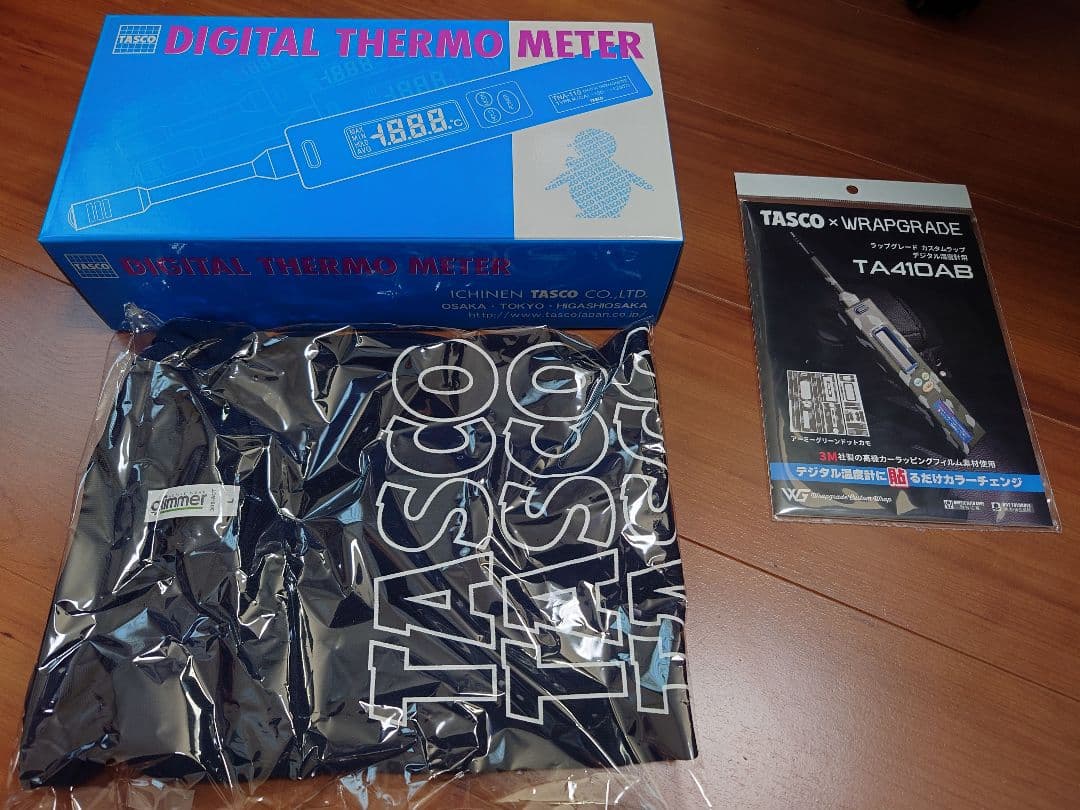 TASCO
DIGITAL THERMO METER
MAX
MIN
HOLD
AVG
-1888.℃
TNA-110
TASCO
TASCO
DIGITAL THERMO METER
ICHINEN TASCO CO.,LTD.
OSAKA・TOKYO・HIGASHIOSAKA
http://www.tascojapan.co.jp/
TASCO × WRAPGRADE
ラップグレード カスタムラップ
デジタル温度計用
TA410AB
アーミーグリーンドットカモ
3M社製の高級カーラッピングフィルム素材使用
デジタル温度計に貼るだけカラーチェンジ
WG Wrapgrade Custom Wrap
glimmer
L
TASCO
TASCO